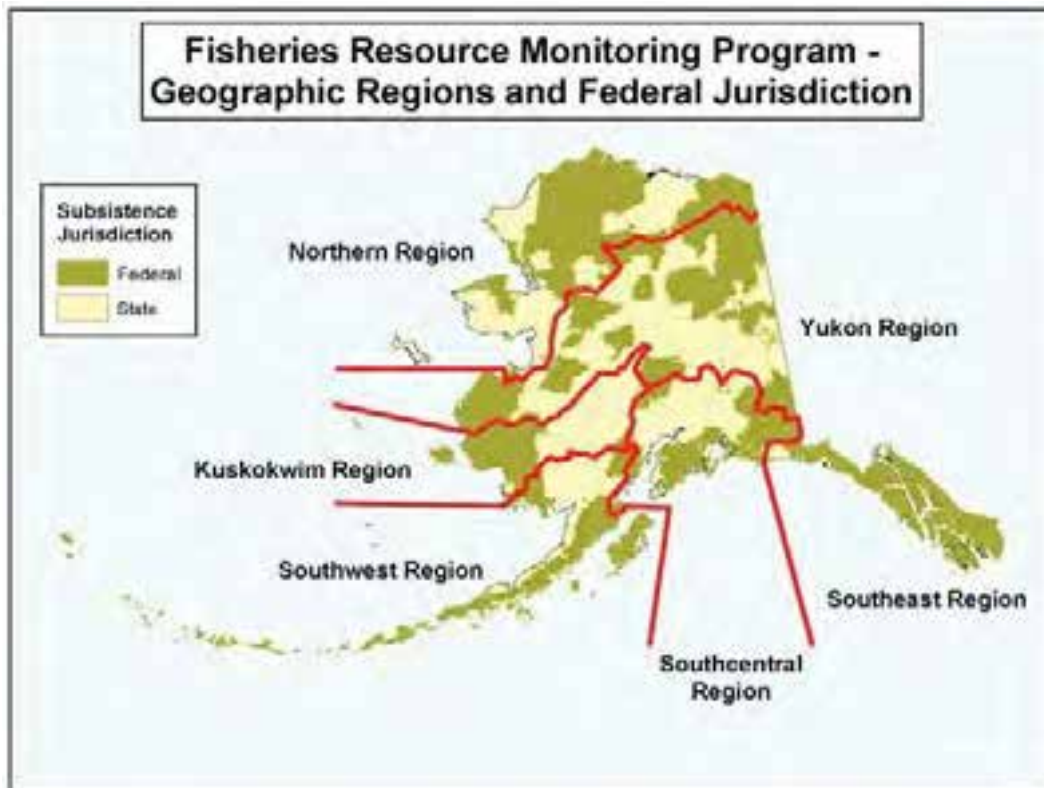 Fisheries Resource Monitoring Program -
Geographic Regions and Federal Jurisdiction
Subsistence
Jurisdiction
Federal
State
Northern Region
Yukon Region
Kuskokwim Region
Southwest Region
Southeast Region
Southcentral
Region